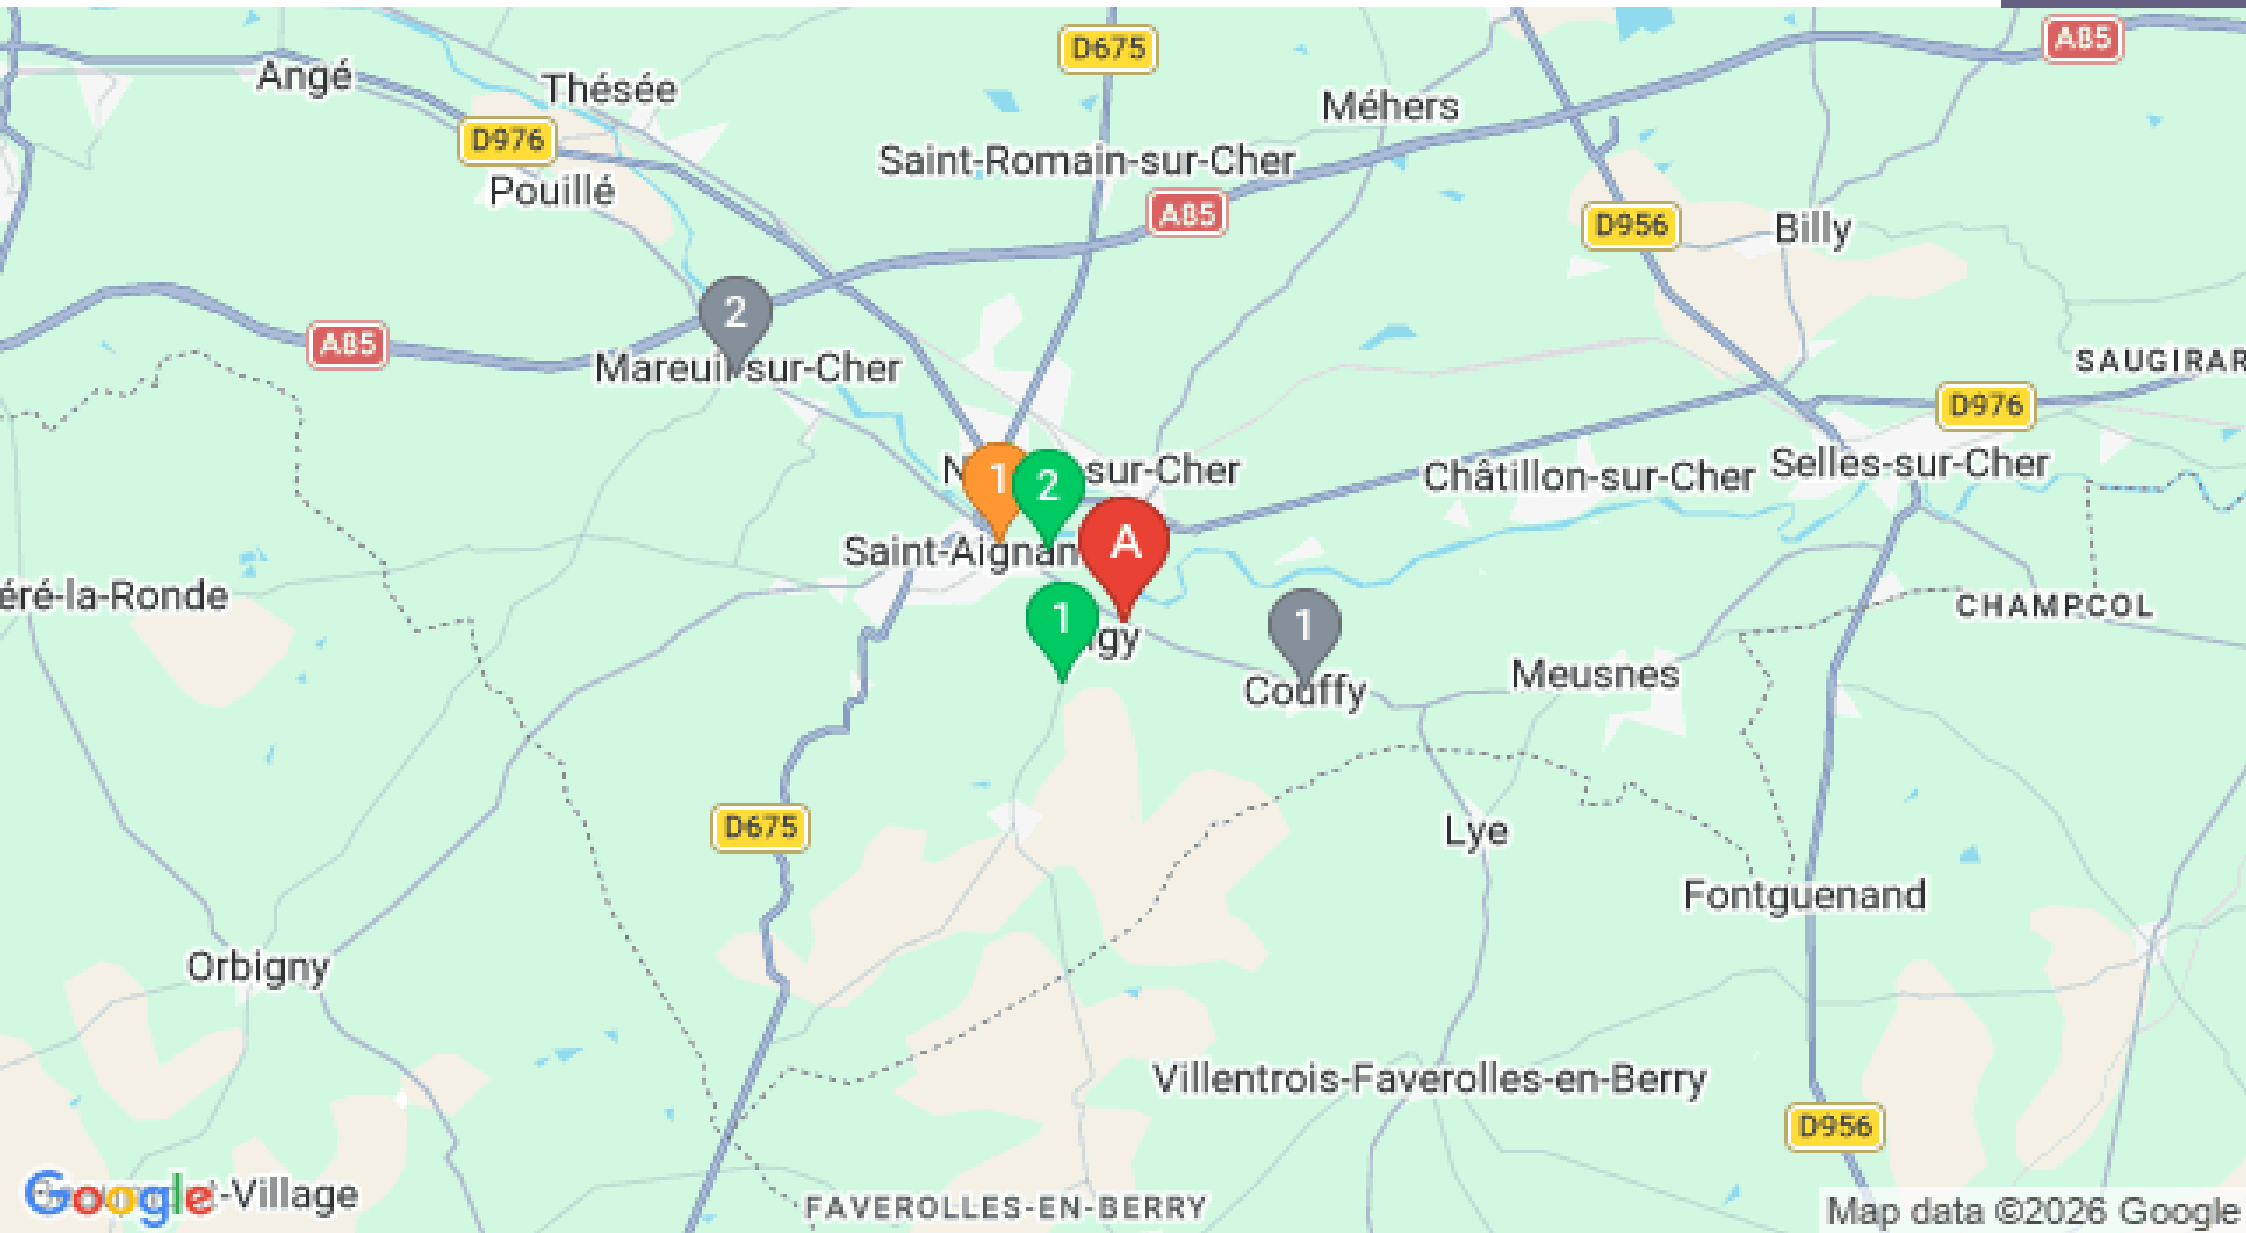 A85
D675
Angé
Thésée
Méhers
D976
Saint-Romain-sur-Cher
Pouillé
A85
D956
Billy
2
A85
Mareuil-sur-Cher
SAUGIRAR
D976
N
sur-Cher
1
2
Châtillon-sur-Cher
Selles-sur-Cher
Saint-Aignan
A
éré-la-Ronde
1
gy
1
CHAMPCOL
Couffy
Meusnes
D675
Lye
Fontguenand
Orbigny
Villentrois-Faverolles-en-Berry
D956
Google
-Village
FAVEROLLES-EN-BERRY
Map data ©2026 Google